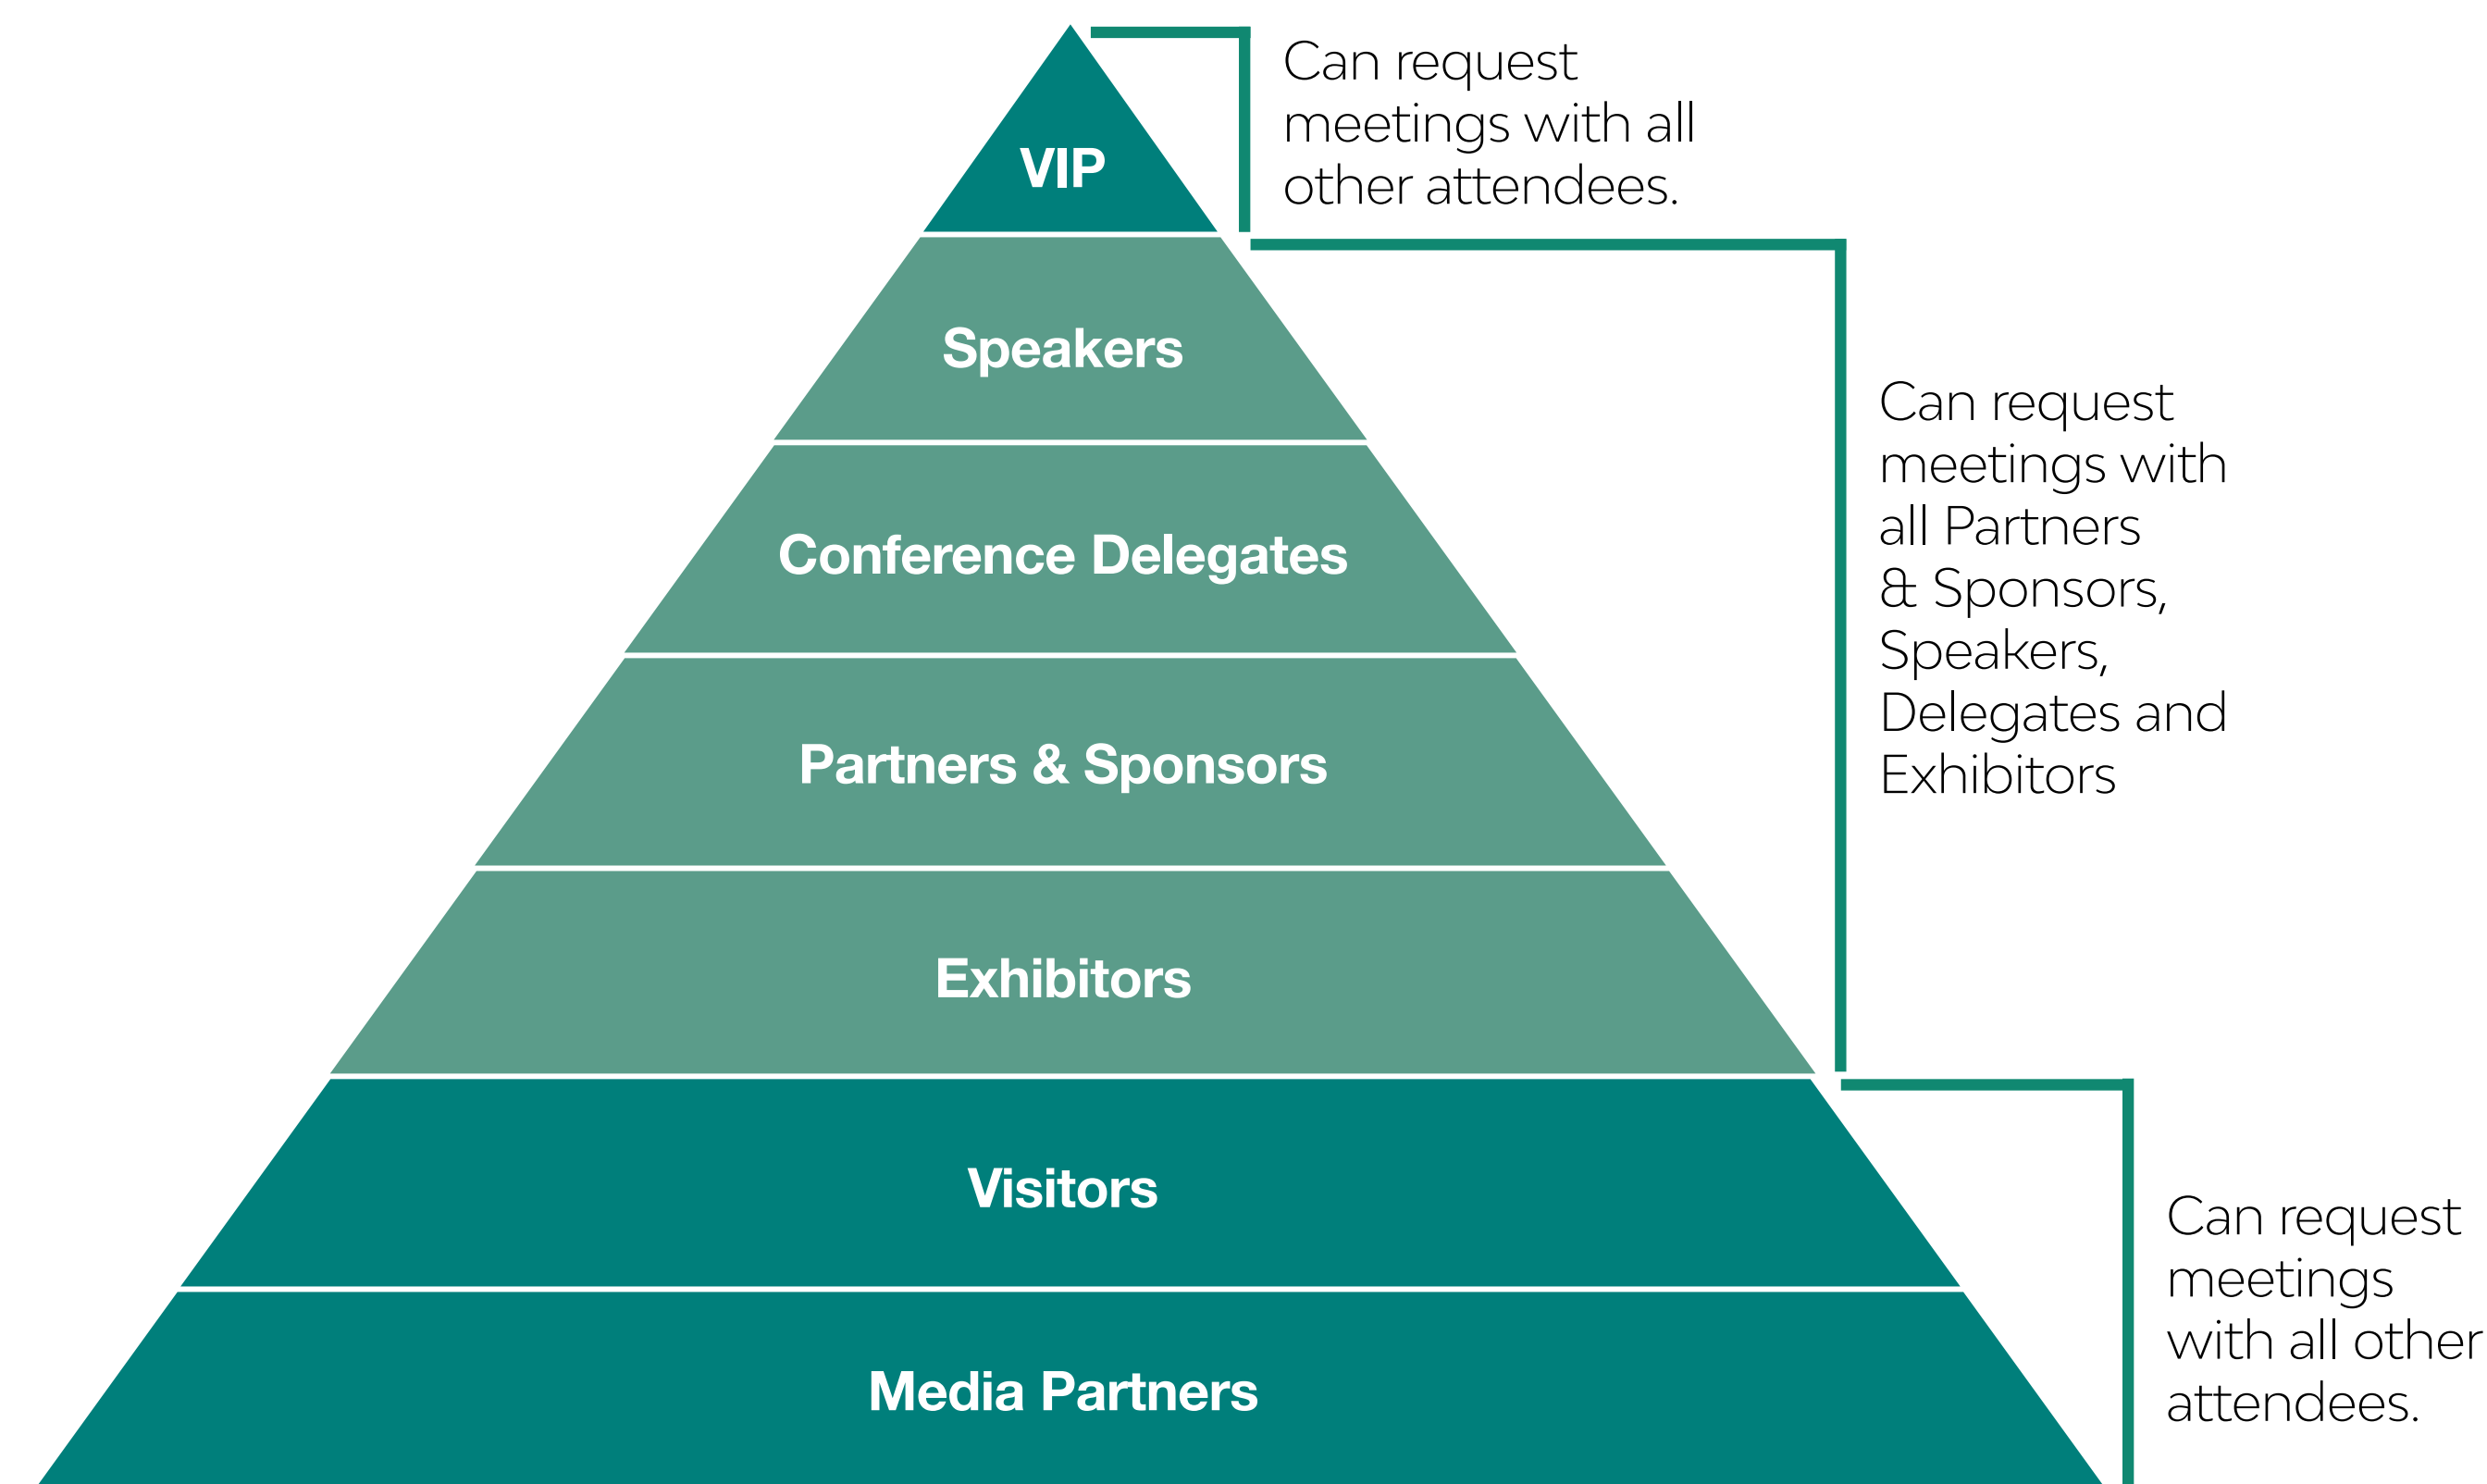 Can request
meetings with all
other attendees.
VIP
Speakers
Conference Delegates
Partners & Sponsors
Exhibitors
Can request
meetings with
all Partners
& Sponsors,
Speakers,
Delegates and
Exhibitors
Visitors
Media Partners
Can request
meetings
with all other
attendees.